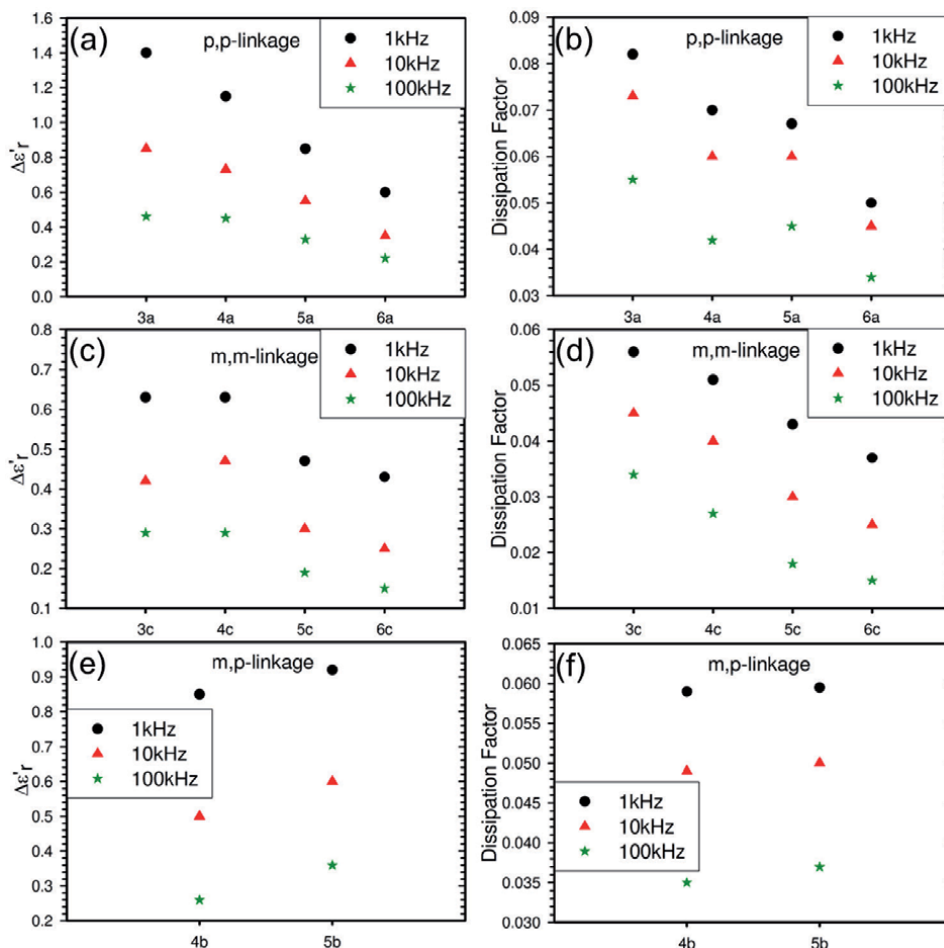 (a)
p,p-linkage
1kHz
10kHz
100kHz
Δε'r
1.6
1.4
1.2
1.0
0.8
0.6
0.4
0.2
0.0
3a 4a 5a 6a
(b)
p,p-linkage
1kHz
10kHz
100kHz
Dissipation Factor
0.09
0.08
0.07
0.06
0.05
0.04
0.03
3a 4a 5a 6a
(c)
m,m-linkage
1kHz
10kHz
100kHz
Δε'r
0.8
0.7
0.6
0.5
0.4
0.3
0.2
0.1
3c 4c 5c 6c
(d)
m,m-linkage
1kHz
10kHz
100kHz
Dissipation Factor
0.06
0.05
0.04
0.03
0.02
0.01
3c 4c 5c 6c
(e)
m,p-linkage
1kHz
10kHz
100kHz
Δε'r
1.0
0.9
0.8
0.7
0.6
0.5
0.4
0.3
0.2
4b 5b
(f)
m,p-linkage
1kHz
10kHz
100kHz
Dissipation Factor
0.065
0.060
0.055
0.050
0.045
0.040
0.035
0.030
4b 5b